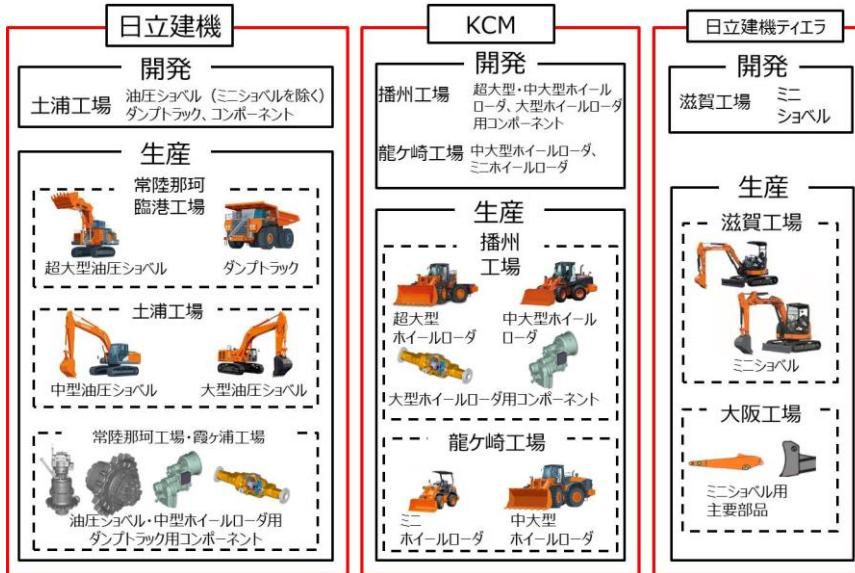 日立建機
開発
土浦工場
油圧ショベル（ミニショベルを除く）
ダンプトラック、コンポーネント
生産
常陸那珂
臨港工場
超大型油圧ショベル
ダンプトラック
土浦工場
中型油圧ショベル
大型油圧ショベル
常陸那珂工場・霞ヶ浦工場
油圧ショベル・中型ホイールローダ用
ダンプトラック用コンポーネント
KCM
開発
播州工場
超大型・中大型ホイール
ローダ、大型ホイールローダ
用コンポーネント
龍ケ崎工場
中大型ホイールローダ、
ミニホイールローダ
生産
播州
工場
超大型
ホイールローダ
中大型ホイール
ローダ
大型ホイールローダ用コンポーネント
龍ケ崎工場
ミニ
ホイールローダ
中大型
ホイールローダ
日立建機ティエラ
開発
滋賀工場
ミニ
ショベル
生産
滋賀工場
ミニショベル
大阪工場
ミニショベル用
主要部品